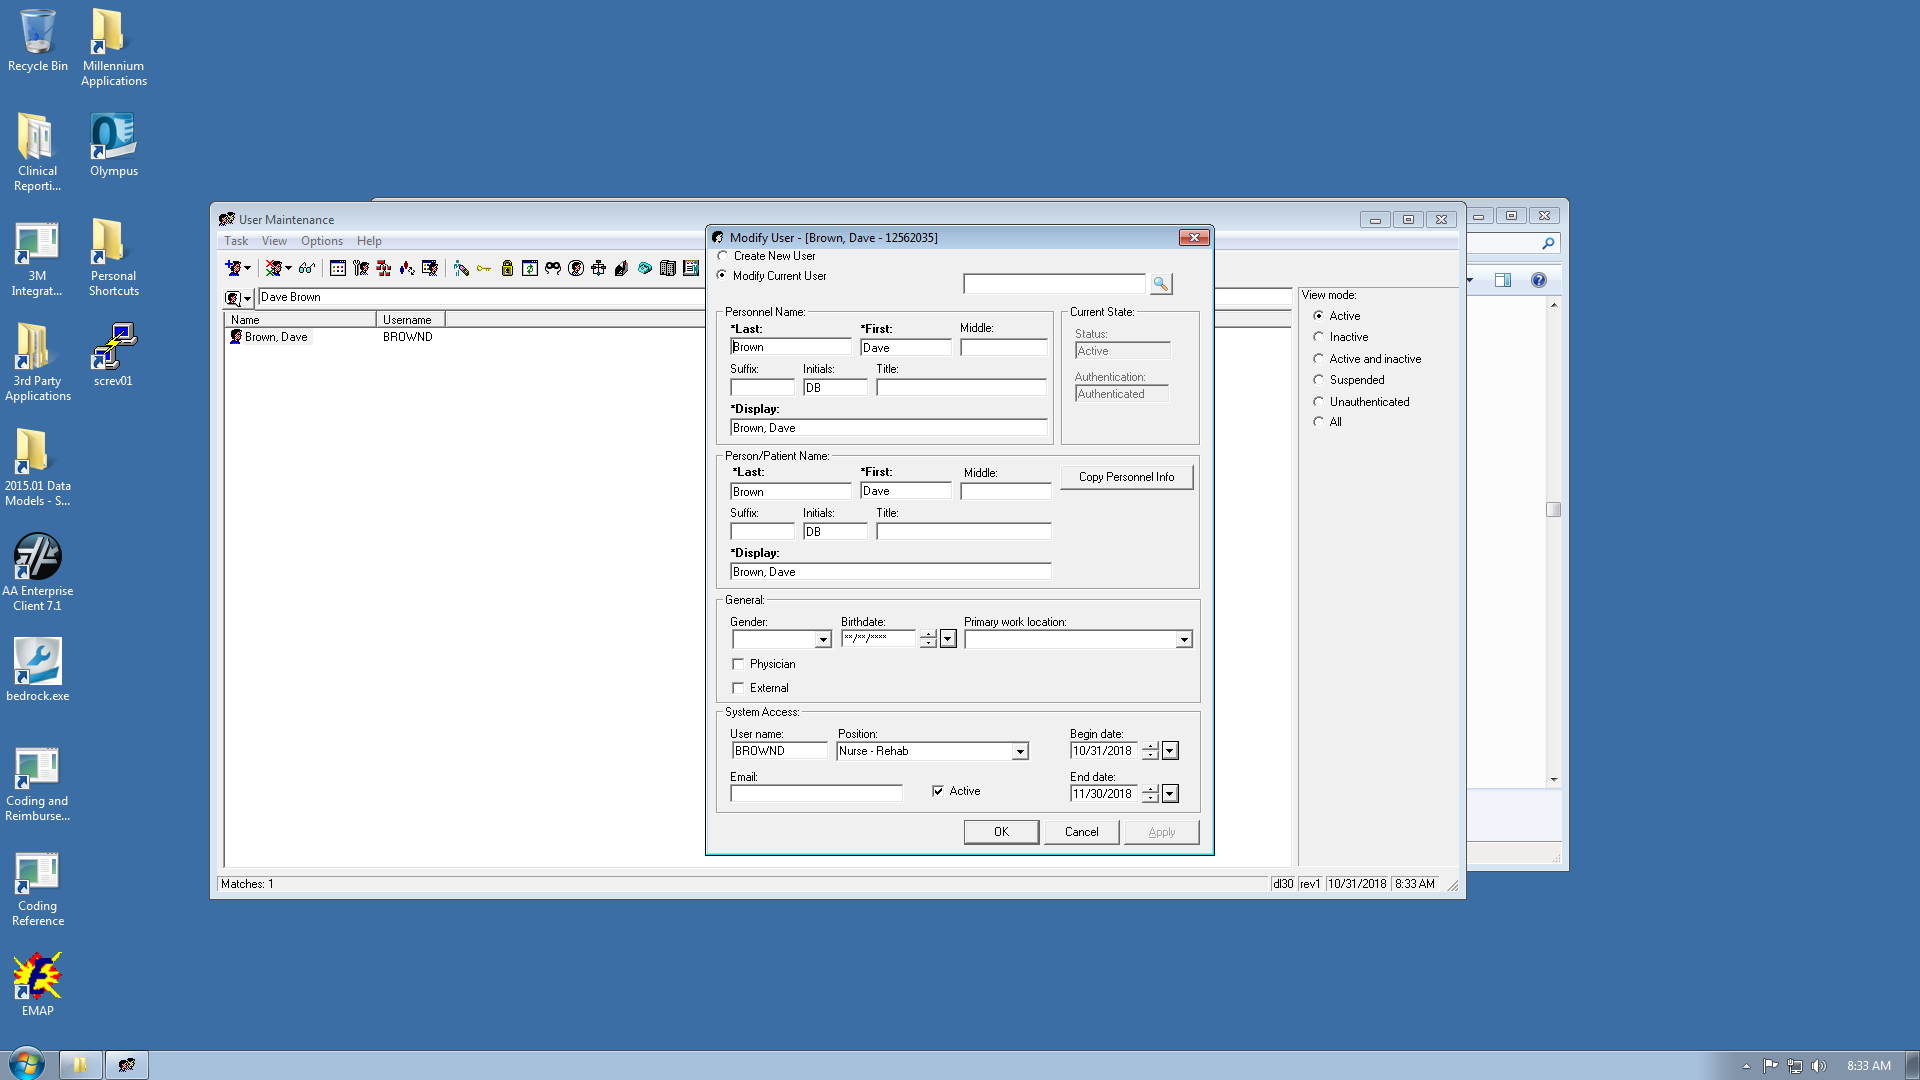 Recycle Bin
Millennium
Applications
Clinical
Reporti...
Olympus
3M
Integrat...
Personal
Shortcuts
3rd Party
Applications
screv01
2015.01 Data
Models - S...
AA Enterprise
Client 7.1
bedrock.exe
Coding and
Reimburse...
Coding
Reference
EMAP
User Maintenance
Task View Options Help
Dave Brown
Name Username
Brown, Dave BROWND
Matches: 1
Modify User - [Brown, Dave - 12562035]
Create New User
Modify Current User
Personnel Name:
*Last: *First: Middle:
Brown Dave
Suffix: Initials: Title:
DB
*Display:
Brown, Dave
Current State:
Status:
Active
Authentication:
Authenticated
Person/Patient Name:
*Last: *First: Middle:
Brown Dave
Copy Personnel Info
Suffix: Initials: Title:
DB
*Display:
Brown, Dave
General:
Gender: Birthdate: Primary work location:
**/**/****
Physician
External
System Access:
User name: Position: Begin date:
BROWND Nurse - Rehab 10/31/2018
Email: End date:
Active 11/30/2018
OK Cancel Apply
View mode:
Active
Inactive
Active and inactive
Suspended
Unauthenticated
All
dl30 rev1 10/31/2018 8:33 AM
8:33 AM